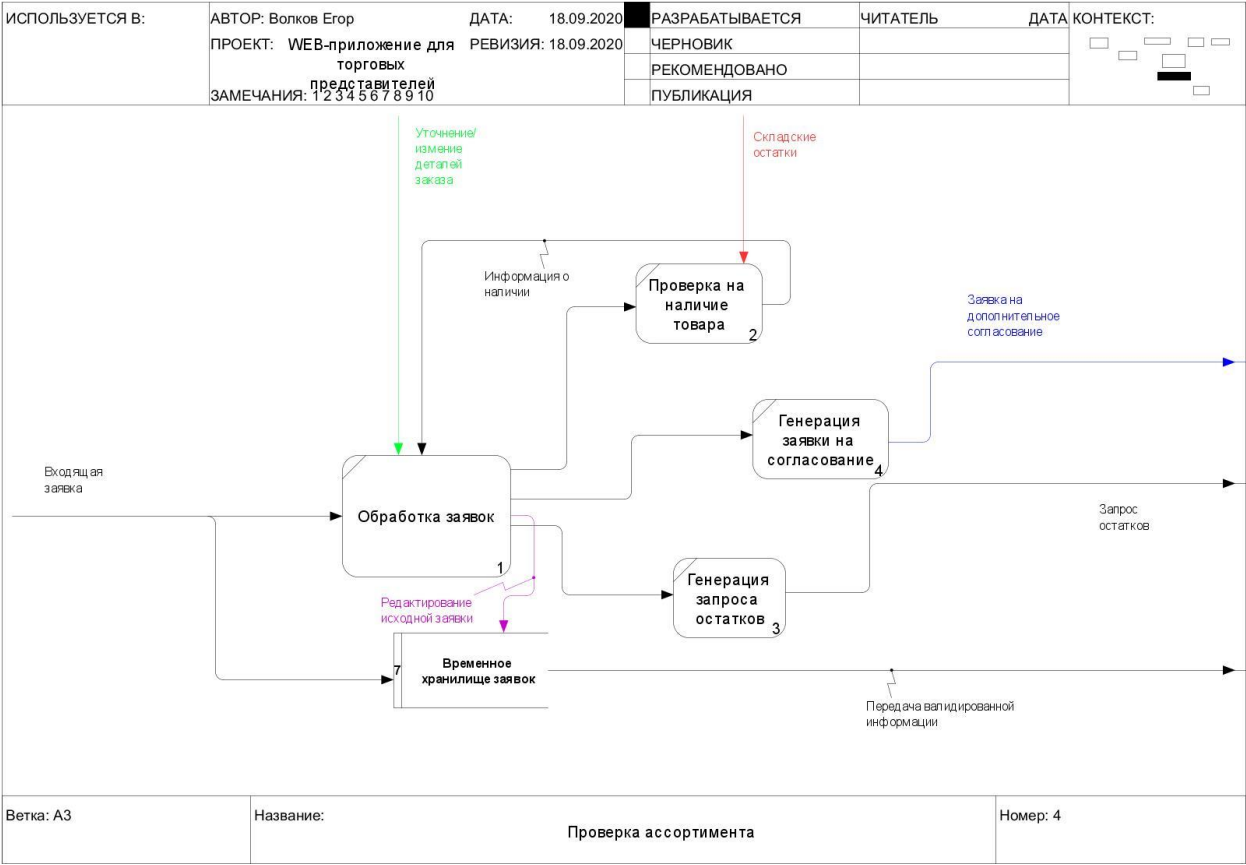 ИСПОЛЬЗУЕТСЯ В:
АВТОР: Волков Егор
ДАТА: 18.09.2020
РАЗРАБАТЫВАЕТСЯ
ЧИТАТЕЛЬ
ДАТА
КОНТЕКСТ:
ПРОЕКТ: WEB-приложение для
торговых
представителей
РЕВИЗИЯ: 18.09.2020
ЧЕРНОВИК
РЕКОМЕНДОВАНО
ЗАМЕЧАНИЯ: 1 2 3 4 5 6 7 8 9 10
ПУБЛИКАЦИЯ
Уточнение/
измение
деталей
заказа
Складские
остатки
Информация о
наличии
Проверка на
наличие
товара
2
Заявка на
дополнительное
согласование
Генерация
заявки на
согласование
4
Входящая
заявка
Обработка заявок
1
Запрос
остатков
Генерация
запроса
остатков
3
Редактирование
исходной заявки
7
Временное
хранилище заявок
Передача валидированной
информации
Ветка: A3
Название:
Проверка ассортимента
Номер: 4